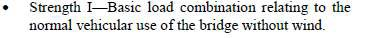 • Strength I—Basic load combination relating to the
normal vehicular use of the bridge without wind.